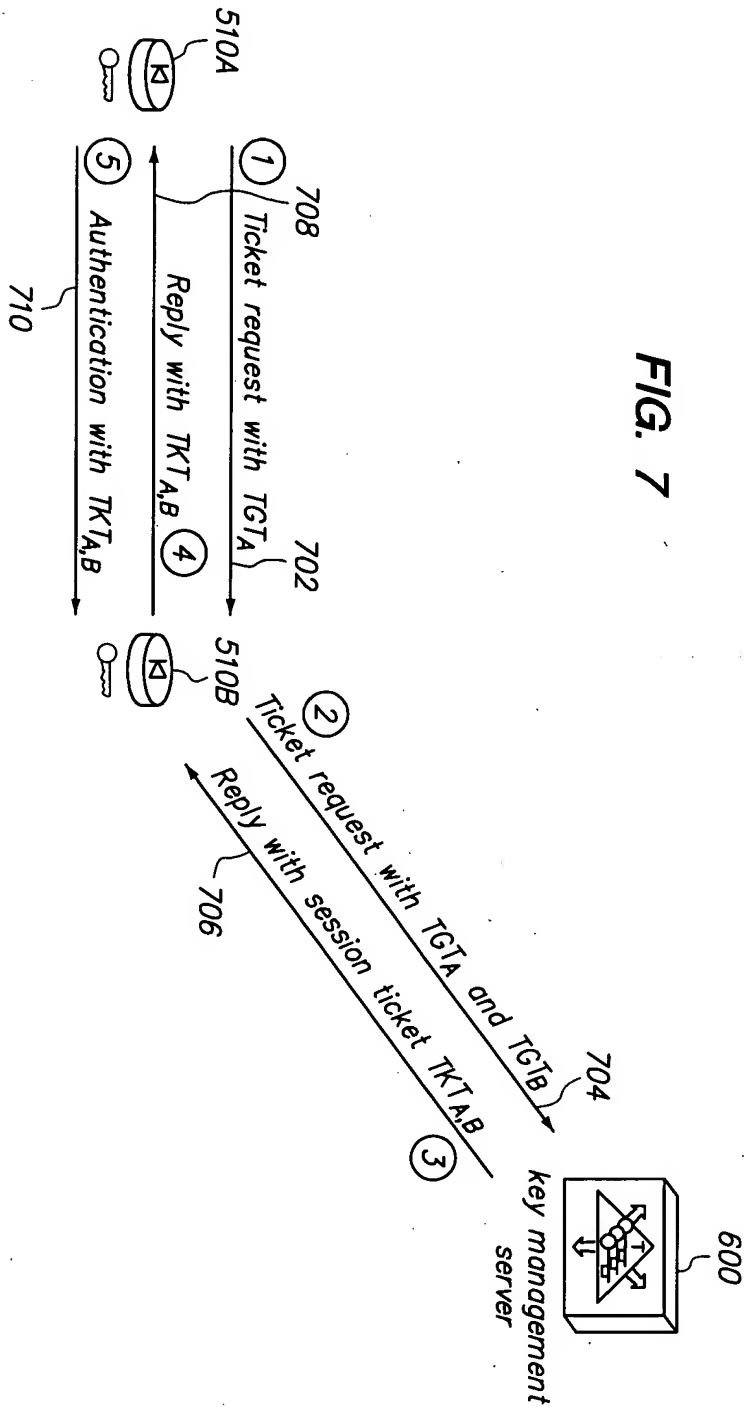 FIG. 7
510A
510B
600
key management
server
708
① Ticket request with TGT_A
702
Reply with TKT_A,B ④
⑤ Authentication with TKT_A,B
710
② Ticket request with TGT_A and TGT_B
704
Reply with session ticket TKT_A,B ③
706
T